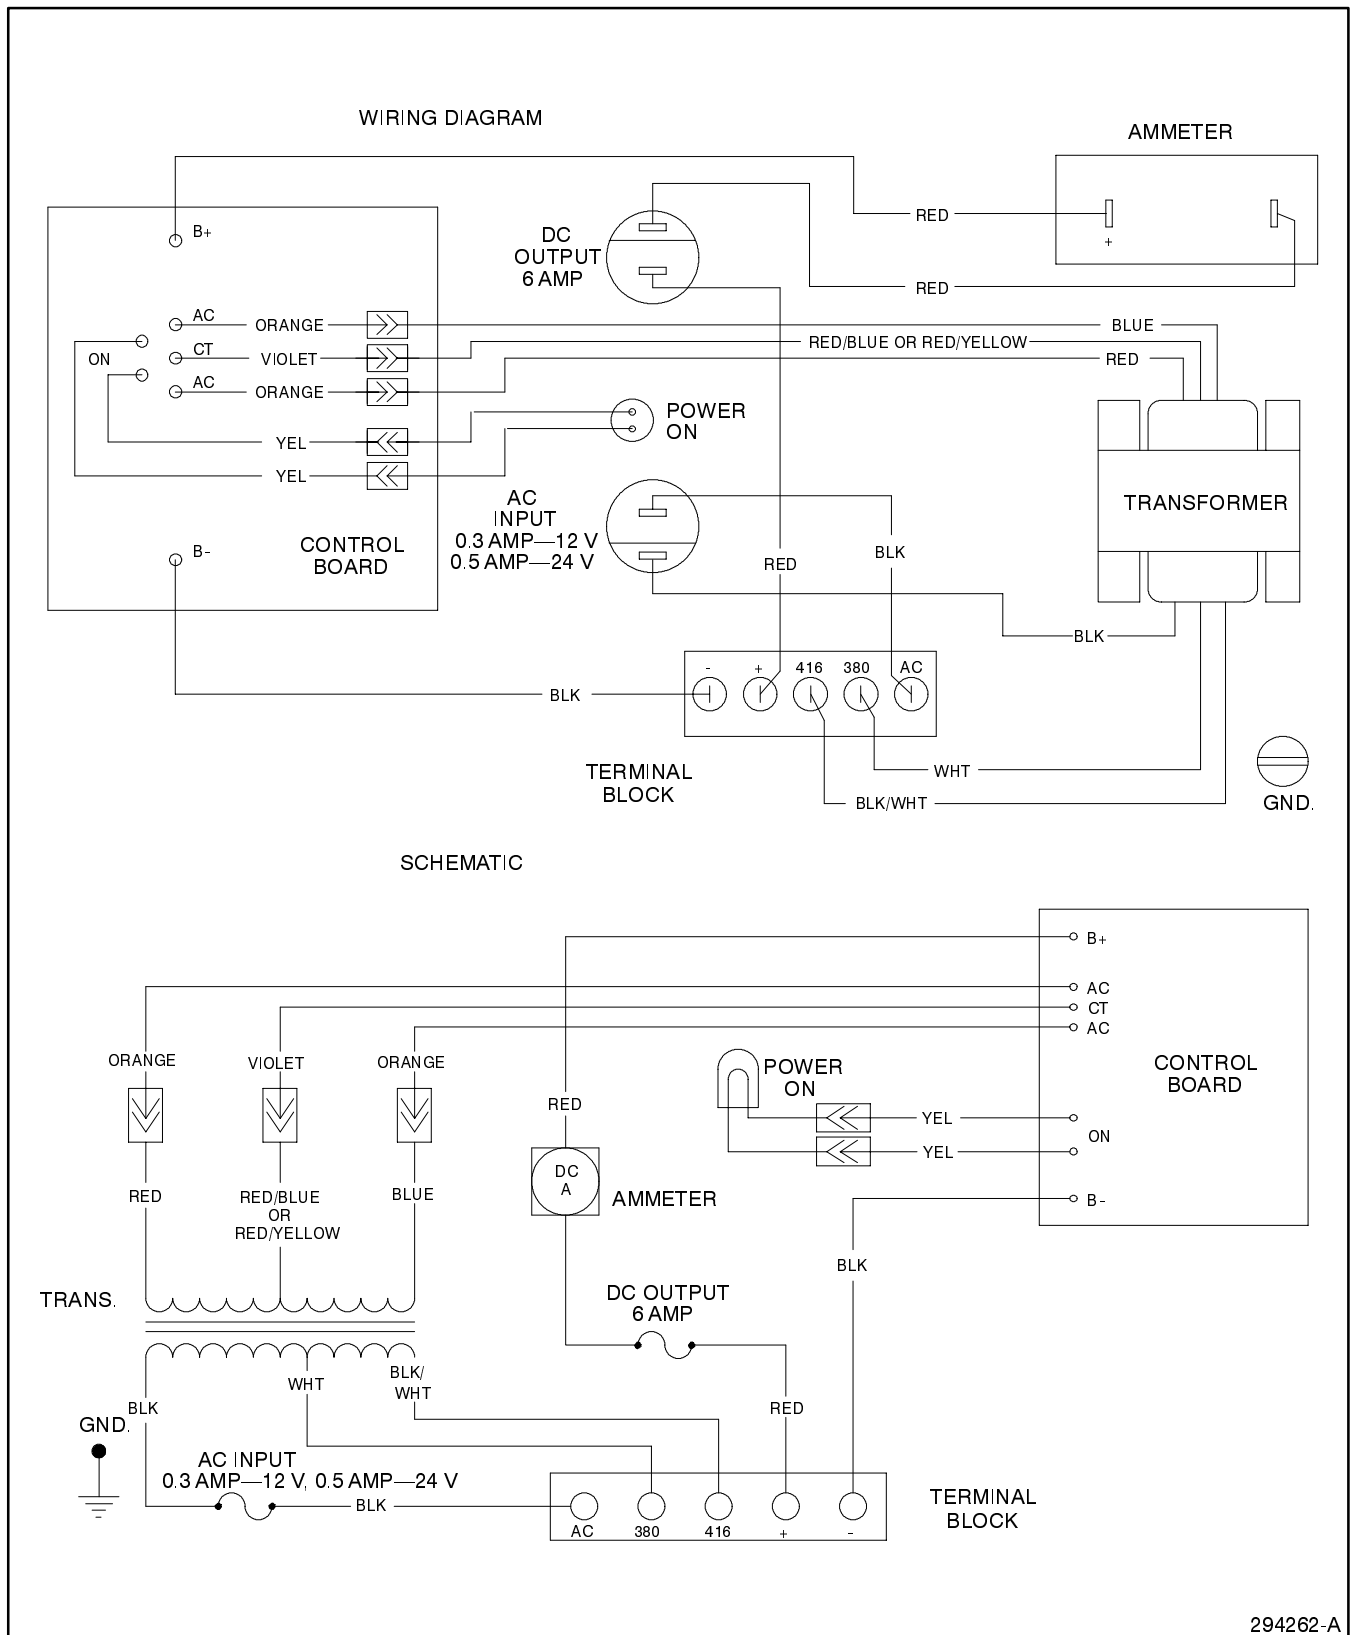 WIRING DIAGRAM
AMMETER
RED
+
RED
DC
OUTPUT
6 AMP
B+
AC
ORANGE
BLUE
CT
VIOLET
RED/BLUE OR RED/YELLOW
ON
AC
ORANGE
RED
YEL
YEL
POWER
ON
AC
INPUT
0.3 AMP—12 V
0.5 AMP—24 V
TRANSFORMER
B-
CONTROL
BOARD
RED
BLK
BLK
BLK
-
+
416
380
AC
TERMINAL
BLOCK
WHT
BLK/WHT
GND.
SCHEMATIC
B+
AC
CT
AC
CONTROL
BOARD
ORANGE
VIOLET
ORANGE
POWER
ON
RED
YEL
ON
YEL
DC
A
AMMETER
B-
RED
RED/BLUE
OR
RED/YELLOW
BLUE
BLK
TRANS.
DC OUTPUT
6 AMP
WHT
BLK/
WHT
BLK
RED
GND.
AC INPUT
0.3 AMP—12 V, 0.5 AMP—24 V
BLK
AC
380
416
+
-
TERMINAL
BLOCK
294262-A